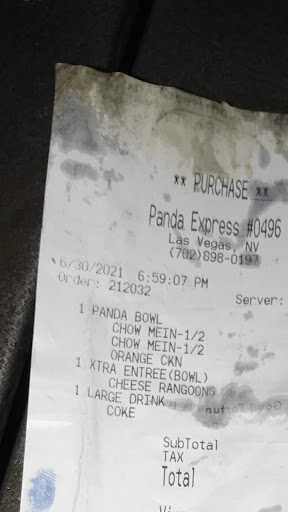 ** PURCHASE **
Panda Express #0496
Las Vegas, NV
(702)898-0197
6/30/2021 6:59:07 PM
Order: 212032
Server:
1 PANDA BOWL
CHOW MEIN-1/2
CHOW MEIN-1/2
ORANGE CKN
1 XTRA ENTREE(BOWL)
CHEESE RANGOONS
1 LARGE DRINK
COKE
SubTotal
TAX
Total